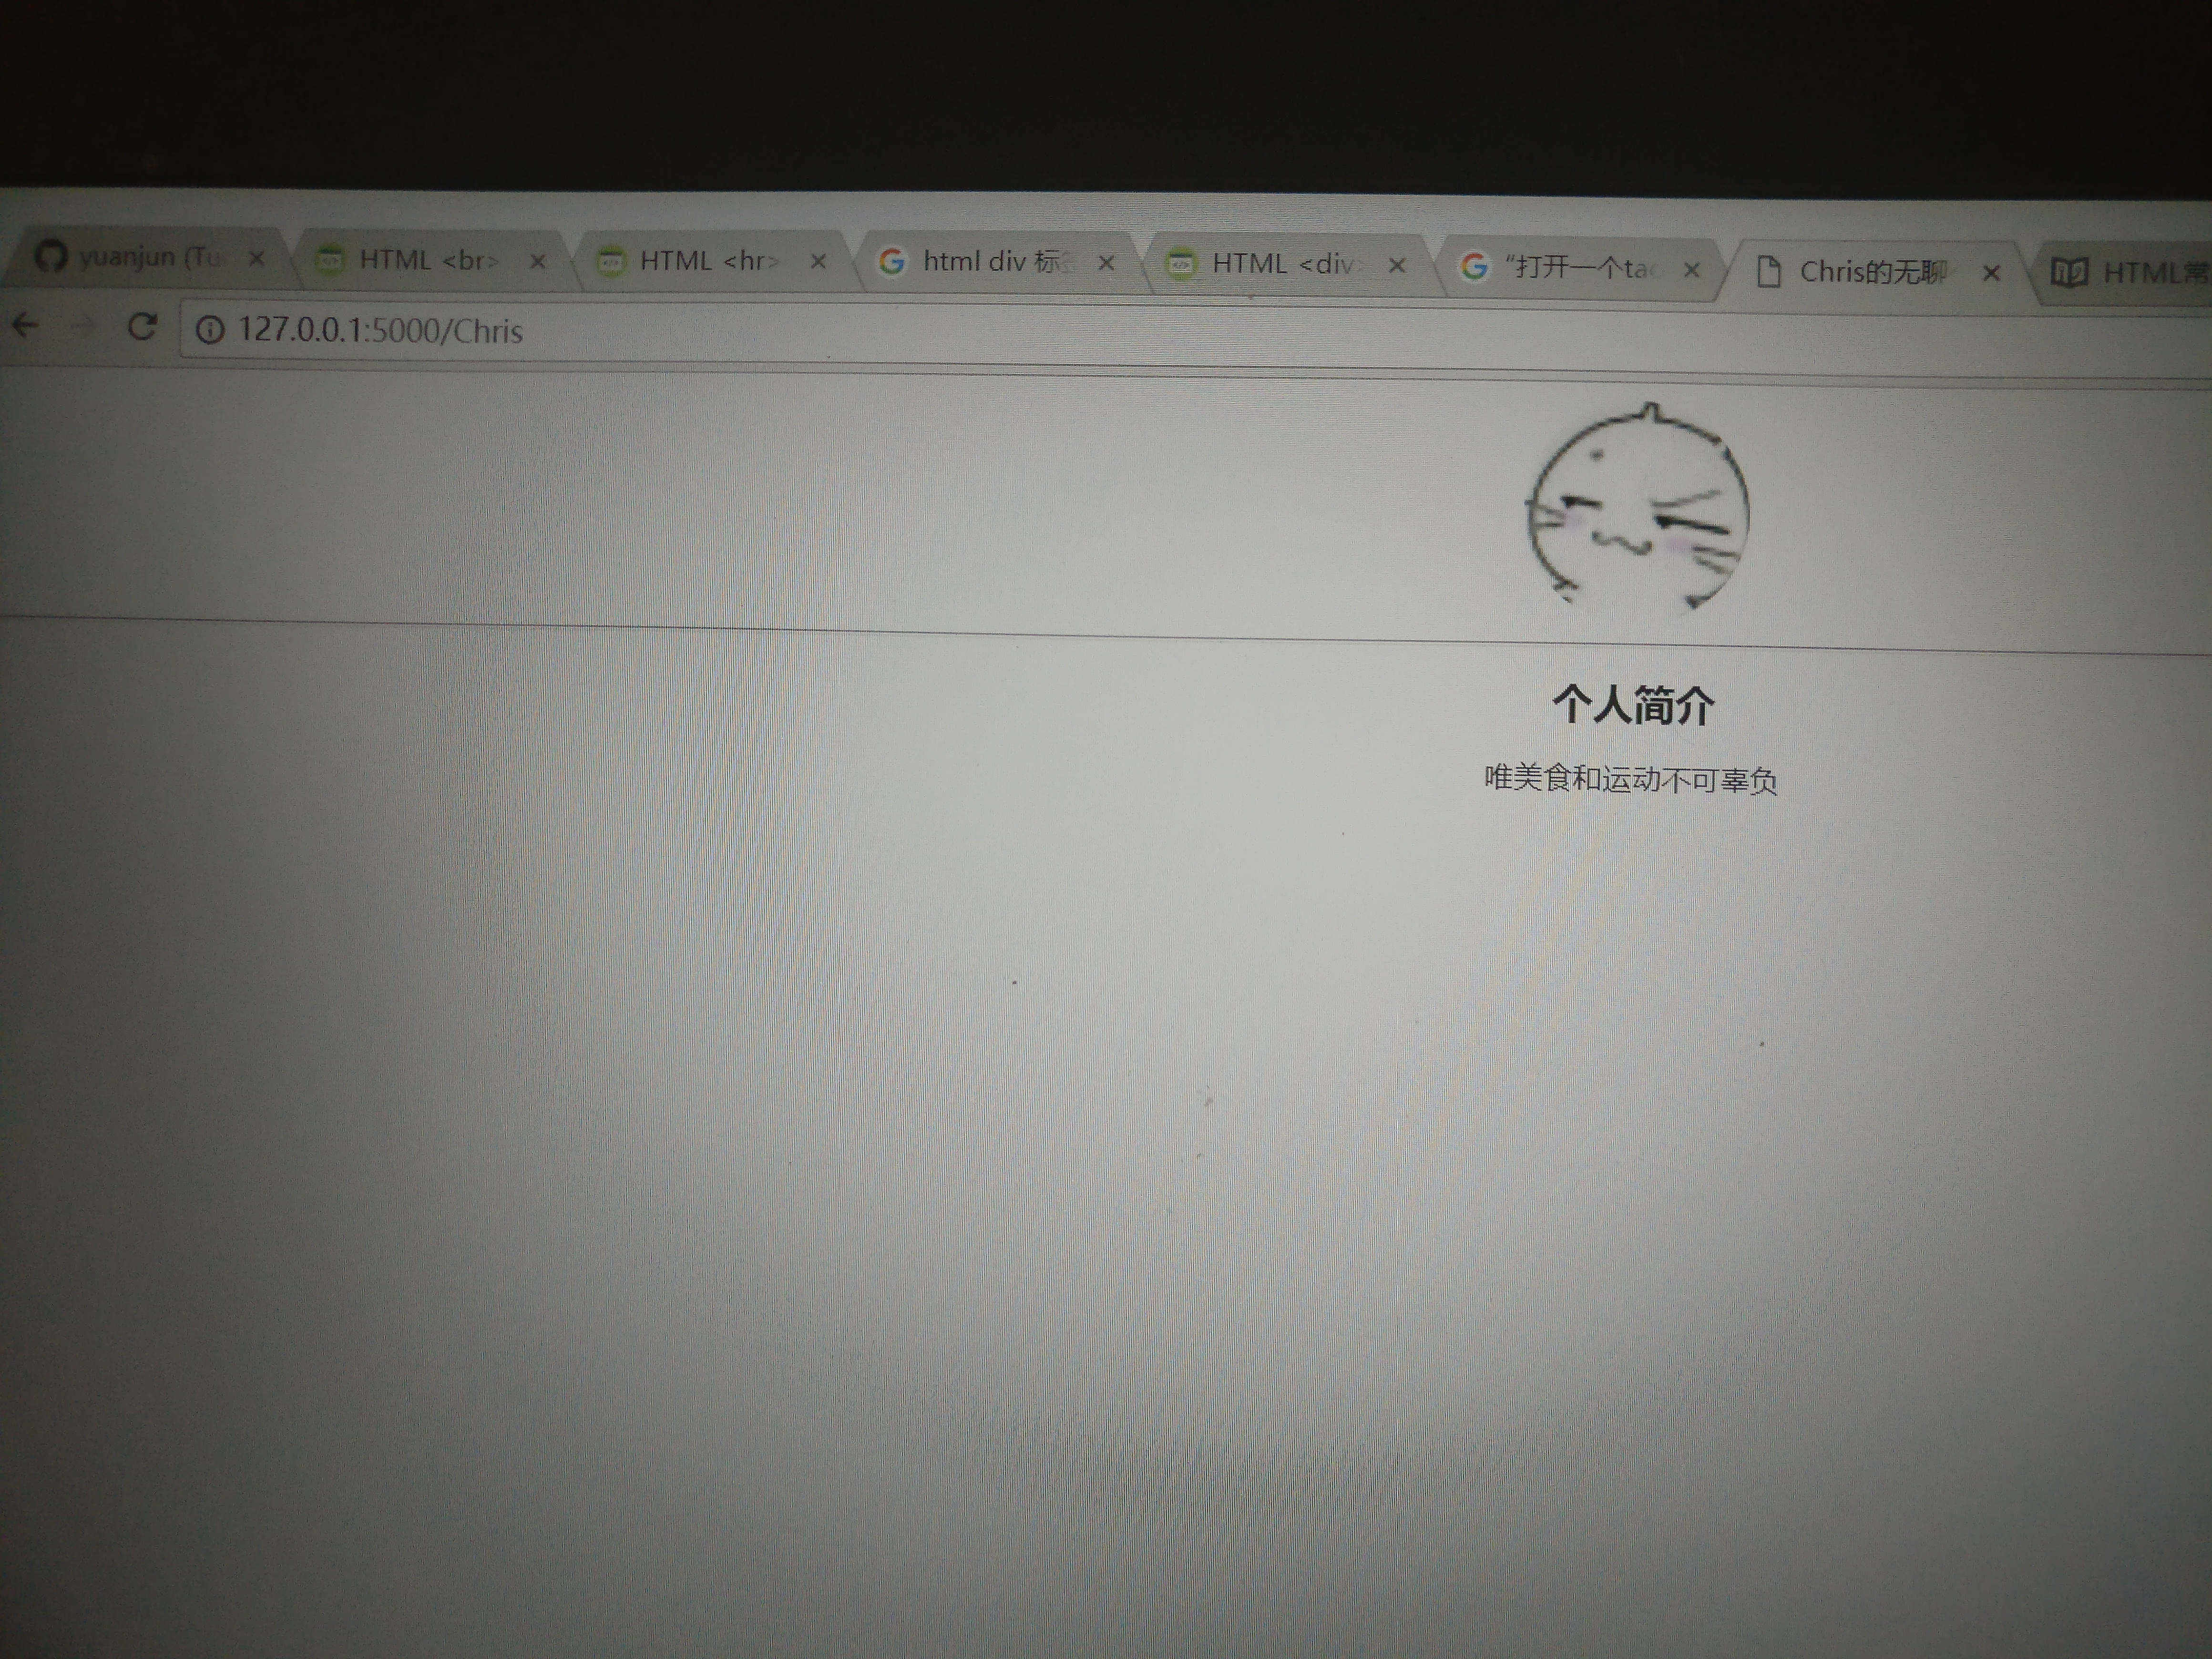 yuanjun (Tu
HTML <br>
HTML <hr>
html div 标
HTML <div>
“打开一个ta
Chris的无聊
HTML常
127.0.0.1:5000/Chris
个人简介
唯美食和运动不可辜负